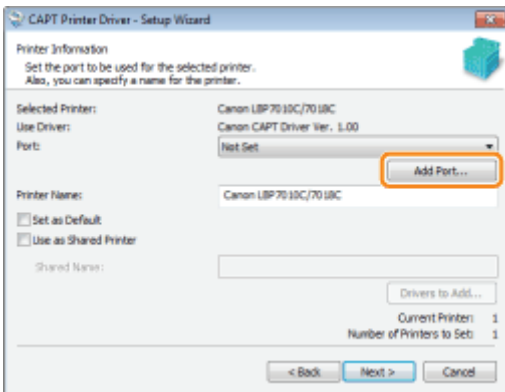 CAPT Printer Driver - Setup Wizard
Printer Information
Set the port to be used for the selected printer.
Also, you can specify a name for the printer.
Selected Printer: Canon LBP7010C/7018C
Use Driver: Canon CAPT Driver Ver. 1.00
Port: Not Set
Add Port...
Printer Name: Canon LBP7010C/7018C
Set as Default
Use as Shared Printer
Shared Name:
Drivers to Add...
Current Printer: 1
Number of Printers to Set: 1
< Back Next > Cancel